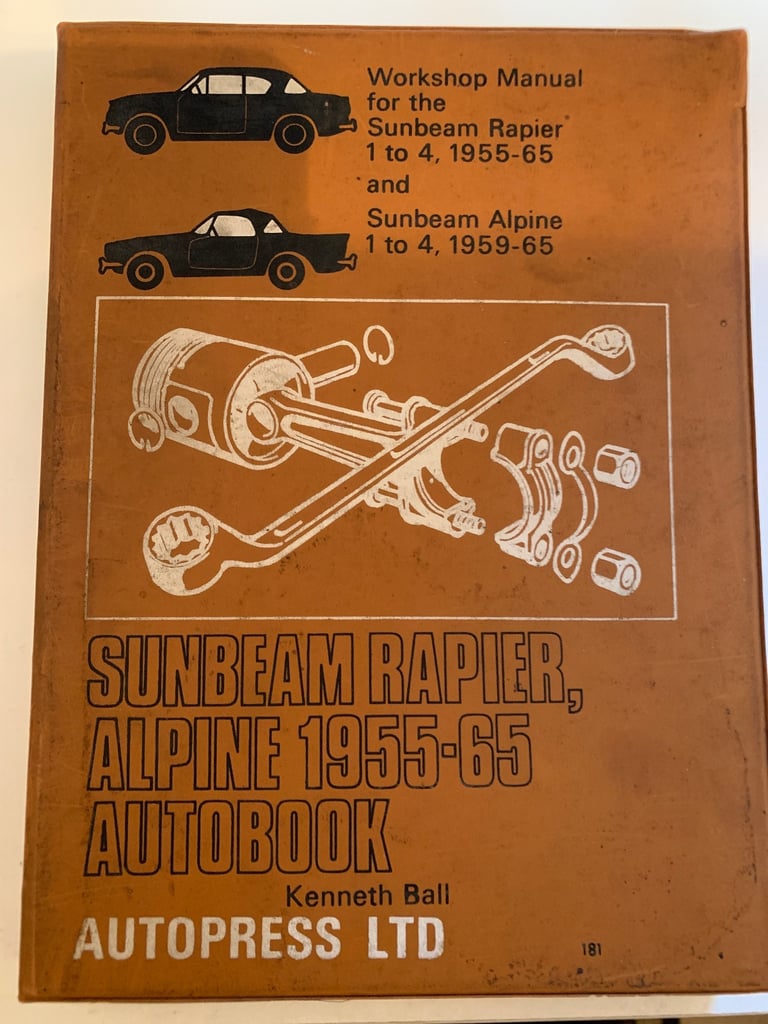 Workshop Manual
for the
Sunbeam Rapier
1 to 4, 1955-65
and
Sunbeam Alpine
1 to 4, 1959-65
SUNBEAM RAPIER,
ALPINE 1955-65
AUTOBOOK
Kenneth Ball
AUTOPRESS LTD
181